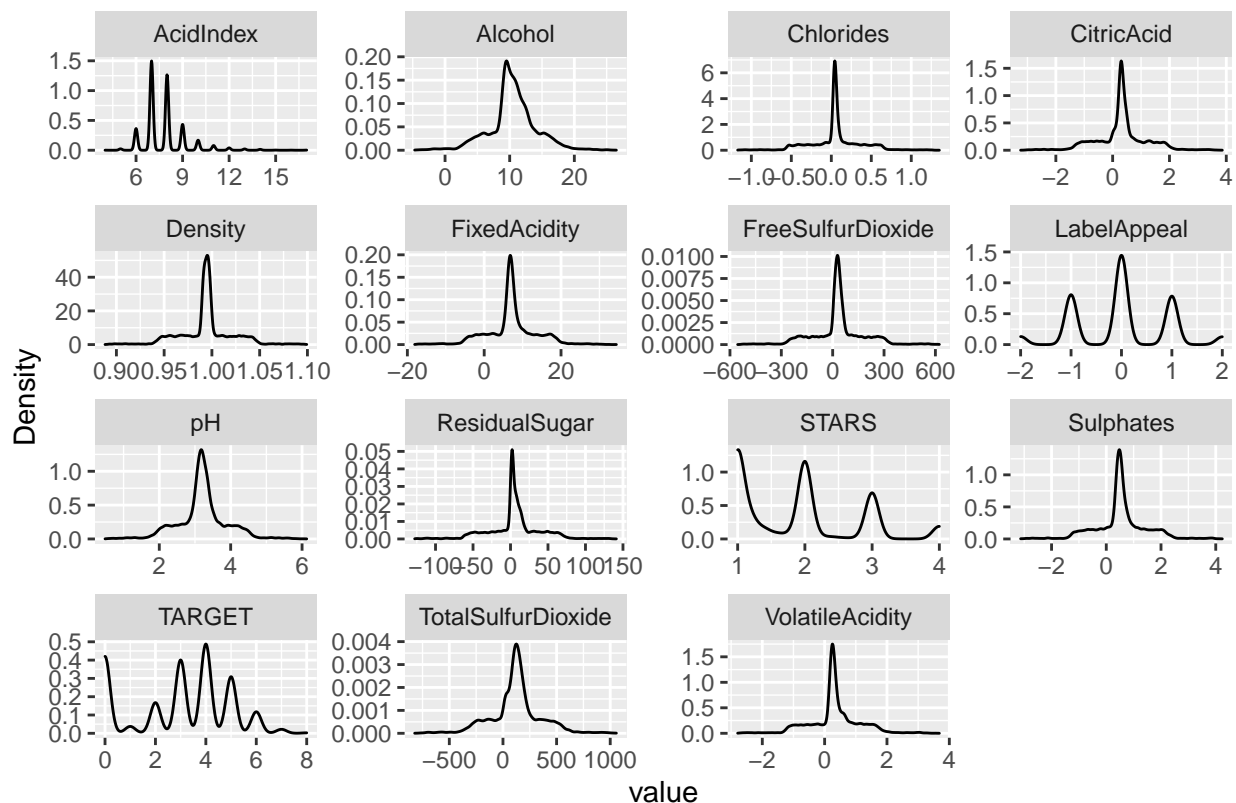 AcidIndex Alcohol Chlorides CitricAcid
1.5 0.20 6 1.5
1.0 0.15 4 1.0
0.5 0.10 2 0.5
0.0 0.05 0 0.0
0.00
6 9 12 15 0 10 20 −1.0 −0.5 0.0 0.5 1.0 −2 0 2 4
Density FixedAcidity FreeSulfurDioxide LabelAppeal
40 0.20 0.0100 1.5
20 0.15 0.0075 1.0
0 0.10 0.0050 0.5
0.05 0.0025 0.0
0.00 0.0000
0.90 0.95 1.00 1.05 1.10 −20 0 20 −600 −300 0 300 600 −2 −1 0 1 2
Density
pH ResidualSugar STARS Sulphates
1.0 0.05 1.0 1.0
0.5 0.04 0.5 0.5
0.0 0.03 0.0 0.0
0.02
0.01
0.00
2 4 6 −100 −50 0 50 100 150 1 2 3 4 −2 0 2 4
TARGET TotalSulfurDioxide VolatileAcidity
0.5 0.004 1.5
0.4 0.003 1.0
0.3 0.002 0.5
0.2 0.001 0.0
0.1 0.000
0.0
0 2 4 6 8 −500 0 500 1000 −2 0 2 4
value